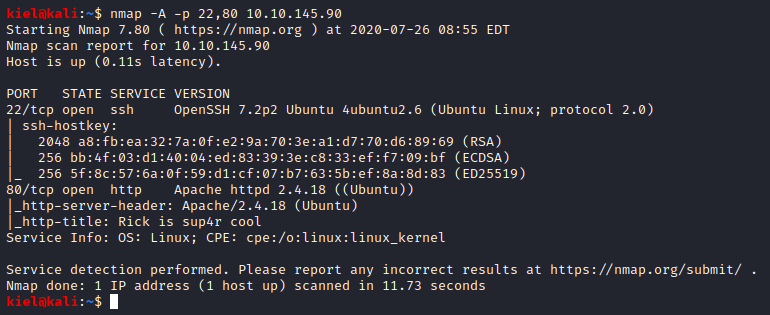 kiel@kali:~$ nmap -A -p 22,80 10.10.145.90
Starting Nmap 7.80 ( https://nmap.org ) at 2020-07-26 08:55 EDT
Nmap scan report for 10.10.145.90
Host is up (0.11s latency).

PORT   STATE SERVICE VERSION
22/tcp open  ssh     OpenSSH 7.2p2 Ubuntu 4ubuntu2.6 (Ubuntu Linux; protocol 2.0)
| ssh-hostkey:
|   2048 a8:fb:ea:32:7a:0f:e2:9a:70:3e:a1:d7:70:d6:89:69 (RSA)
|   256 bb:4f:03:d1:40:04:ed:83:39:3e:c8:33:ef:f7:09:bf (ECDSA)
|_  256 5f:8c:57:6a:0f:59:d1:cf:07:b7:63:5b:ef:8a:8d:83 (ED25519)
80/tcp open  http    Apache httpd 2.4.18 ((Ubuntu))
|_http-server-header: Apache/2.4.18 (Ubuntu)
|_http-title: Rick is sup4r cool
Service Info: OS: Linux; CPE: cpe:/o:linux:linux_kernel

Service detection performed. Please report any incorrect results at https://nmap.org/submit/ .
Nmap done: 1 IP address (1 host up) scanned in 11.73 seconds
kiel@kali:~$